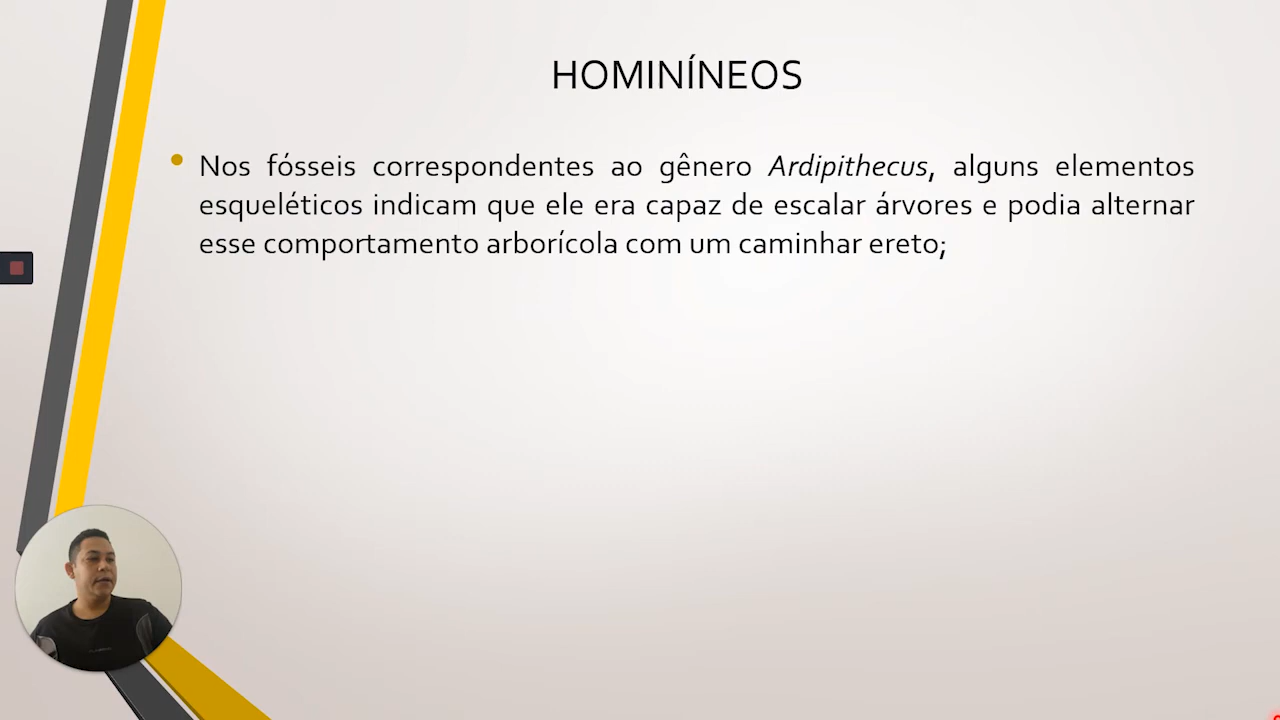 HOMINÍNEOS
• Nos fósseis correspondentes ao gênero Ardipithecus, alguns elementos
esqueléticos indicam que ele era capaz de escalar árvores e podia alternar
esse comportamento arborícola com um caminhar ereto;